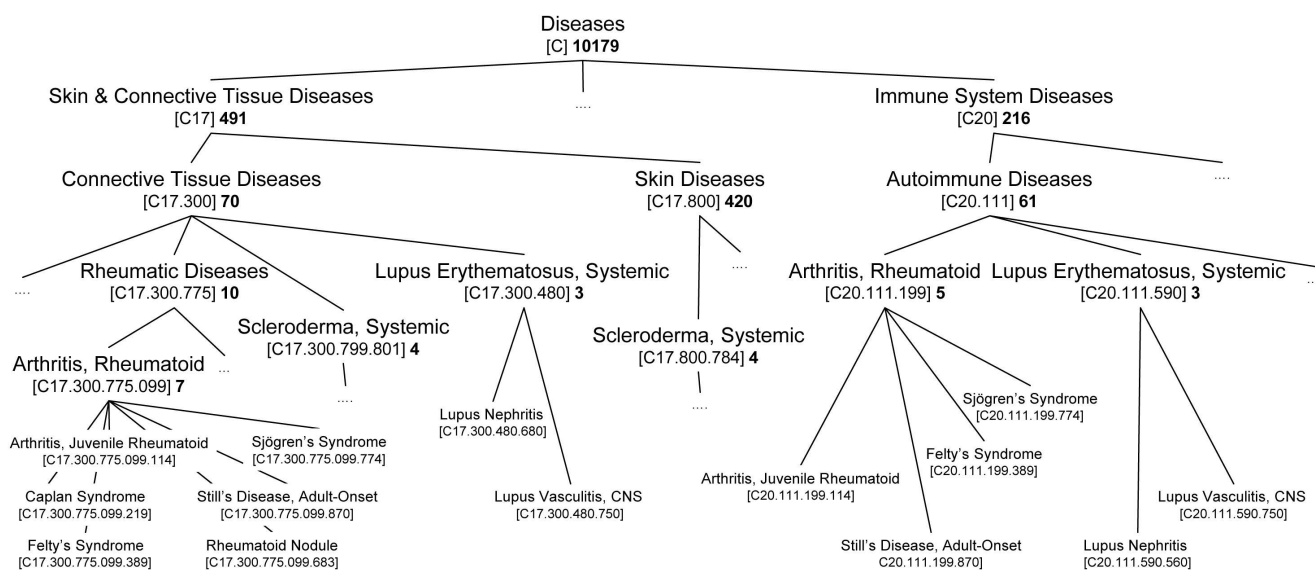 Diseases
[C] 10179
Skin & Connective Tissue Diseases
[C17] 491
....
Immune System Diseases
[C20] 216
Connective Tissue Diseases
[C17.300] 70
Skin Diseases
[C17.800] 420
Autoimmune Diseases
[C20.111] 61
....
....
Rheumatic Diseases
[C17.300.775] 10
Lupus Erythematosus, Systemic
[C17.300.480] 3
....
Arthritis, Rheumatoid
[C20.111.199] 5
Lupus Erythematosus, Systemic
[C20.111.590] 3
...
Scleroderma, Systemic
[C17.300.799.801] 4
Scleroderma, Systemic
[C17.800.784] 4
Arthritis, Rheumatoid
[C17.300.775.099] 7
...
....
....
Lupus Nephritis
[C17.300.480.680]
Sjögren's Syndrome
[C20.111.199.774]
Arthritis, Juvenile Rheumatoid
[C17.300.775.099.114]
Sjögren's Syndrome
[C17.300.775.099.774]
Felty's Syndrome
[C20.111.199.389]
Arthritis, Juvenile Rheumatoid
[C20.111.199.114]
Caplan Syndrome
[C17.300.775.099.219]
Still's Disease, Adult-Onset
[C17.300.775.099.870]
Lupus Vasculitis, CNS
[C17.300.480.750]
Lupus Vasculitis, CNS
[C20.111.590.750]
Felty's Syndrome
[C17.300.775.099.389]
Rheumatoid Nodule
[C17.300.775.099.683]
Still's Disease, Adult-Onset
C20.111.199.870]
Lupus Nephritis
[C20.111.590.560]